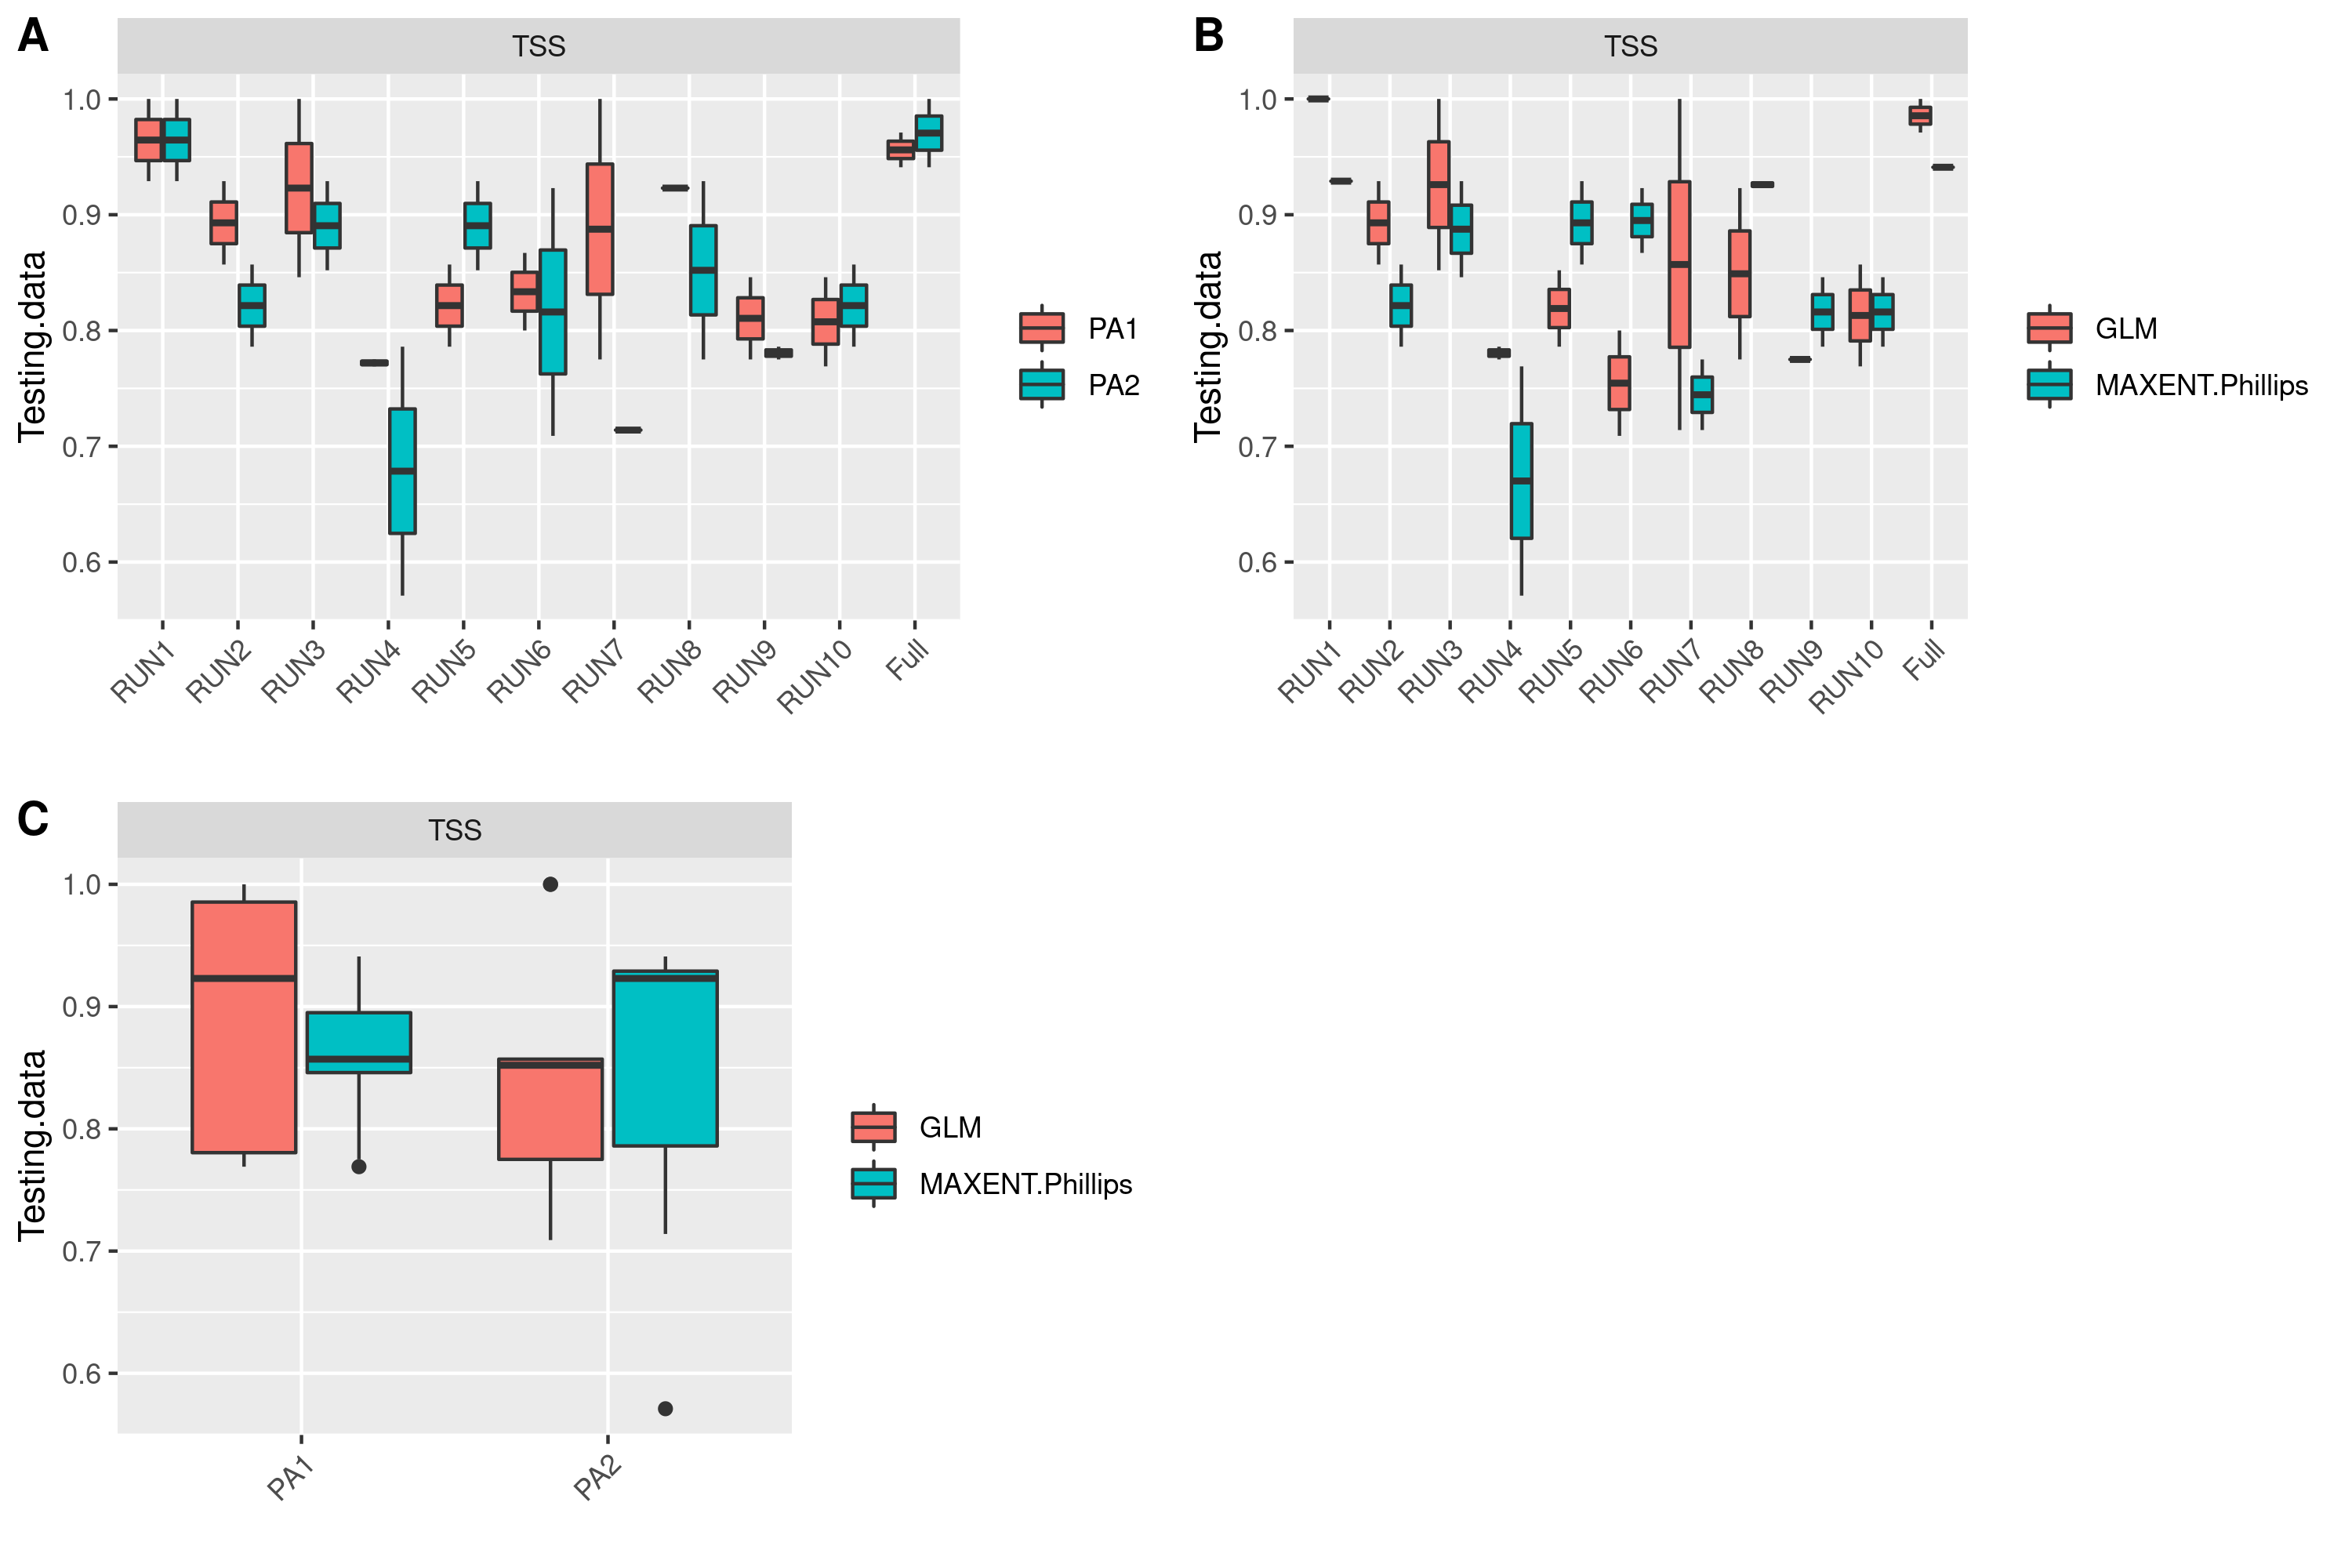 A
TSS
1.0
0.9
0.8
0.7
0.6
Testing.data
RUN1
RUN2
RUN3
RUN4
RUN5
RUN6
RUN7
RUN8
RUN9
RUN10
Full
PA1
PA2
B
TSS
1.0
0.9
0.8
0.7
0.6
Testing.data
RUN1
RUN2
RUN3
RUN4
RUN5
RUN6
RUN7
RUN8
RUN9
RUN10
Full
GLM
MAXENT.Phillips
C
TSS
1.0
0.9
0.8
0.7
0.6
Testing.data
PA1
PA2
GLM
MAXENT.Phillips